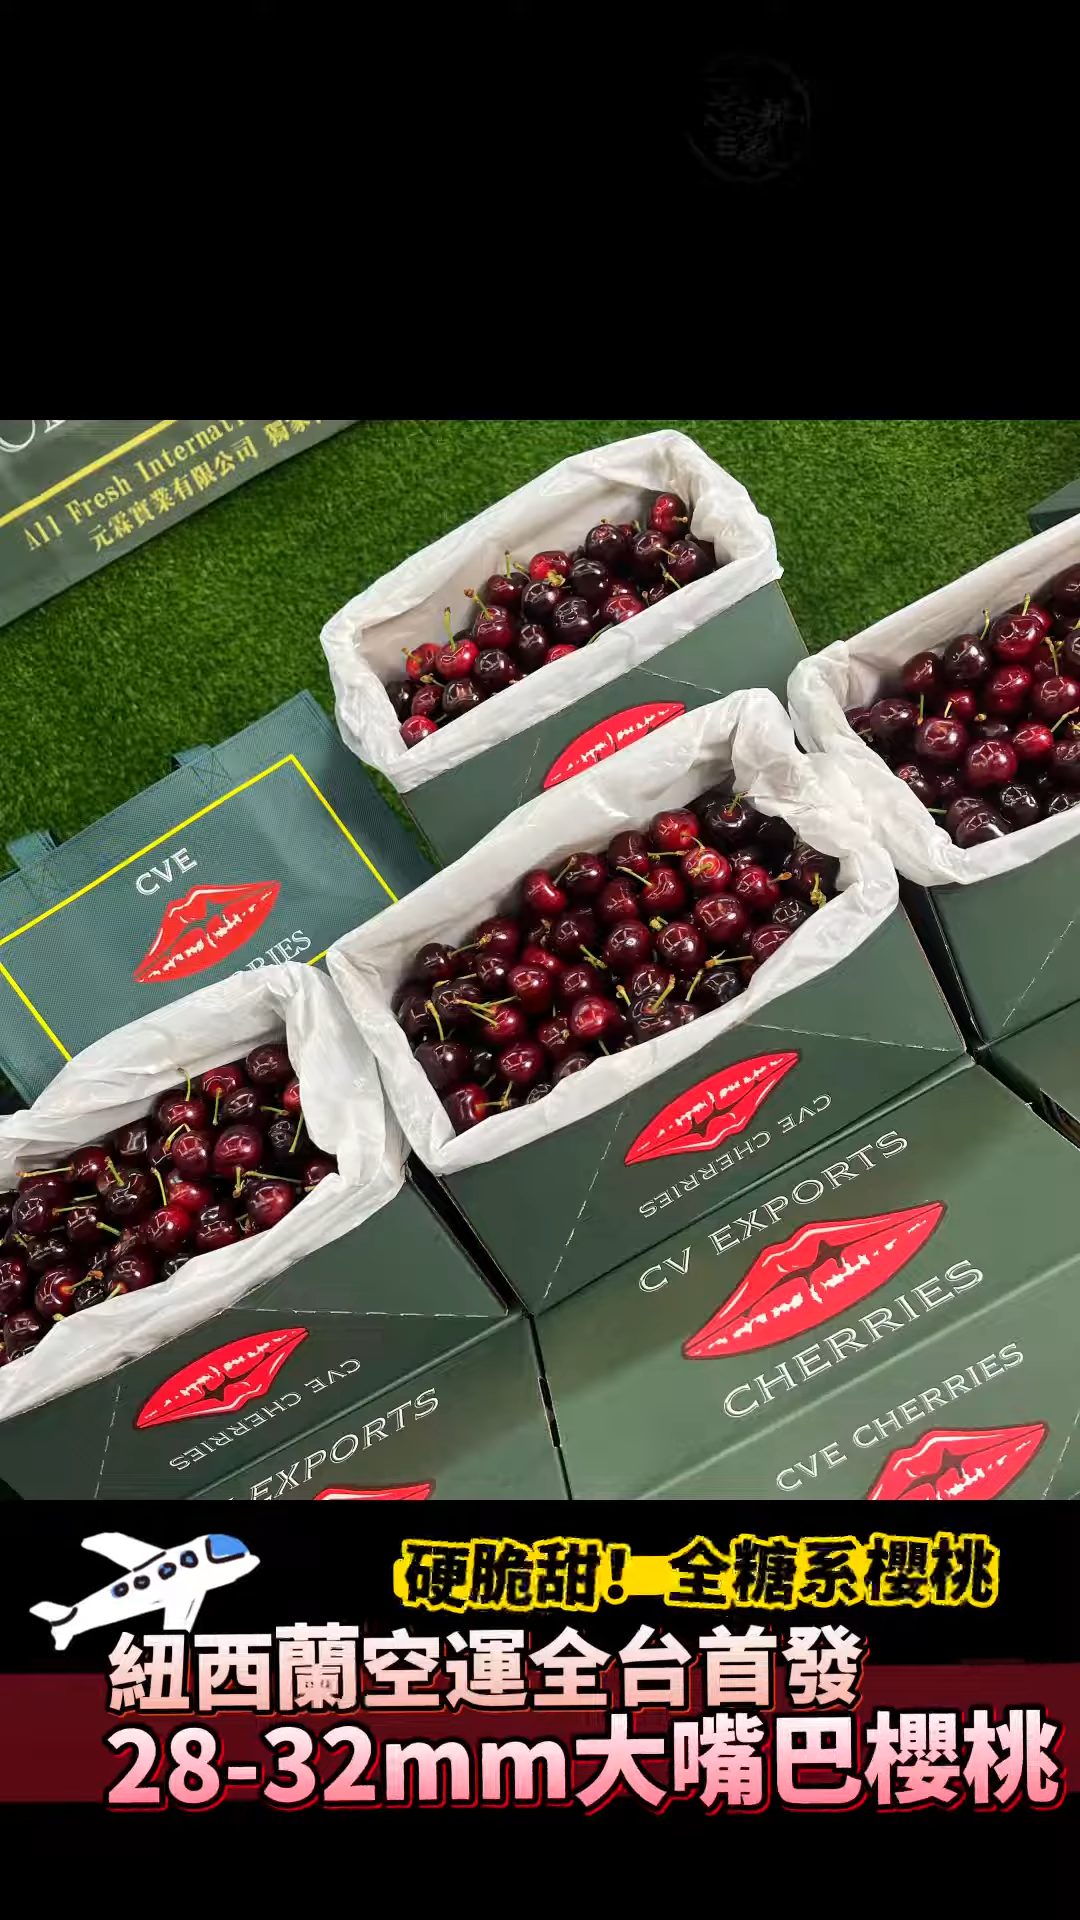 All Fresh Internati
元霖實業有限公司 獨家
CVE
CVE CHERRIES
CV EXPORTS
CHERRIES
CVE CHERRIES
CVE CHERRIES
EXPORTS
硬脆甜！全糖系櫻桃
紐西蘭空運全台首發
28-32mm大嘴巴櫻桃